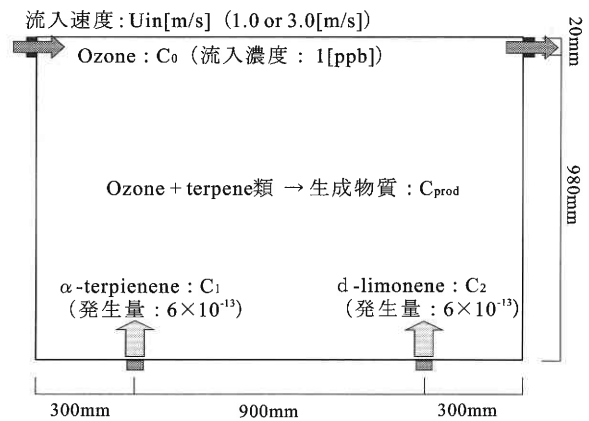 流入速度:Uin[m/s](1.0 or 3.0[m/s])
Ozone : C₀ (流入濃度 : 1[ppb])
20mm
980mm
Ozone + terpene類 → 生成物質 : Cprod
α-terpienene : C₁
(発生量 : 6×10⁻¹³)
d-limonene : C₂
(発生量 : 6×10⁻¹³)
300mm
900mm
300mm